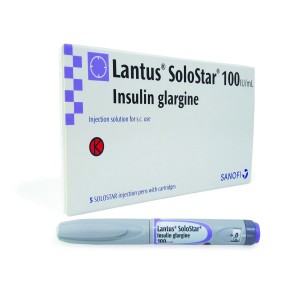 Lantus® SoloStar® 100 IU/mL
Insulin glargine
Injection solution for s.c. use
K
5 SOLOSTAR injection pens with cartridges
SANOFI
Lantus® SoloStar®
Insulin glargine
100